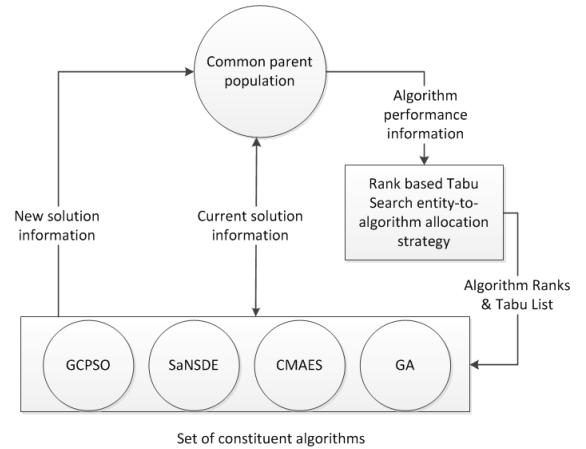 Common parent
population
Algorithm
performance
information
Rank based Tabu
Search entity-to-
algorithm allocation
strategy
New solution
information
Current solution
information
Algorithm Ranks
& Tabu List
GCPSO
SaNSDE
CMAES
GA
Set of constituent algorithms